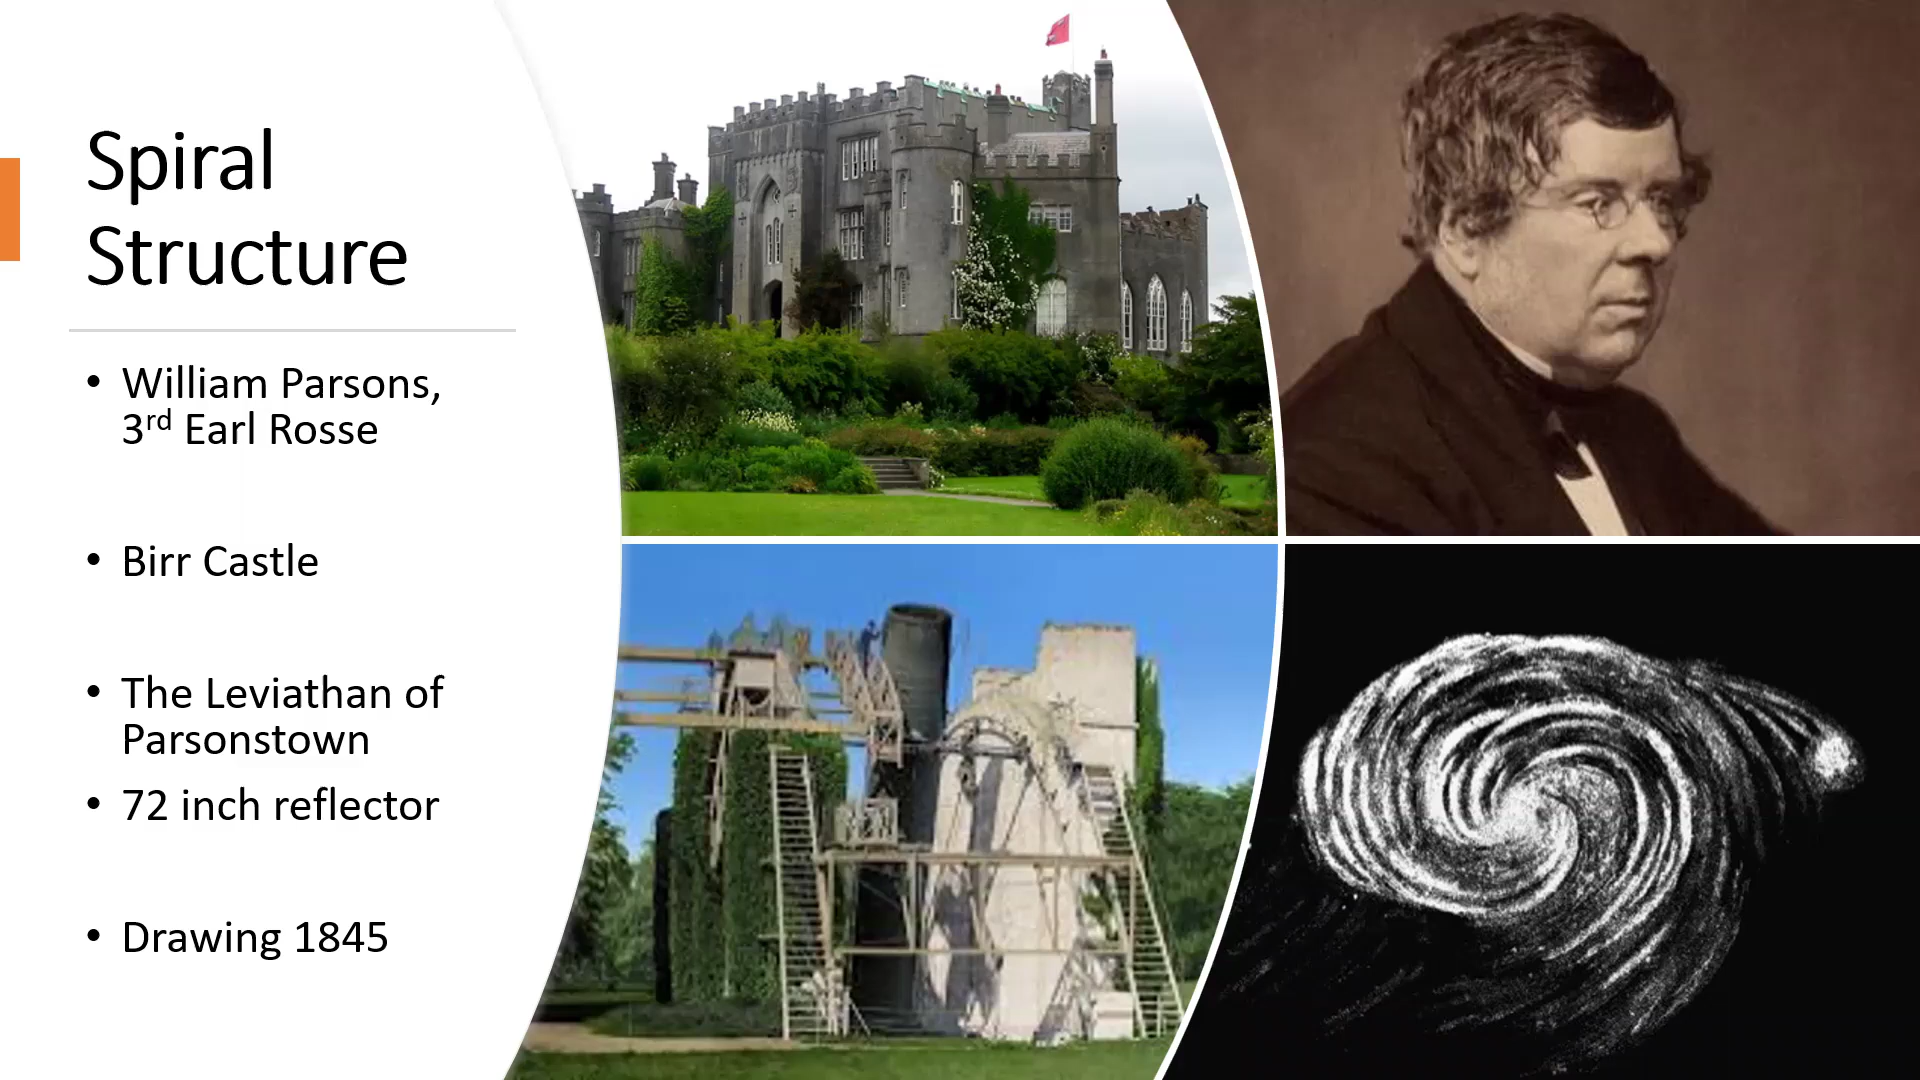 Spiral
Structure
• William Parsons,
3rd Earl Rosse
• Birr Castle
• The Leviathan of
Parsonstown
• 72 inch reflector
• Drawing 1845